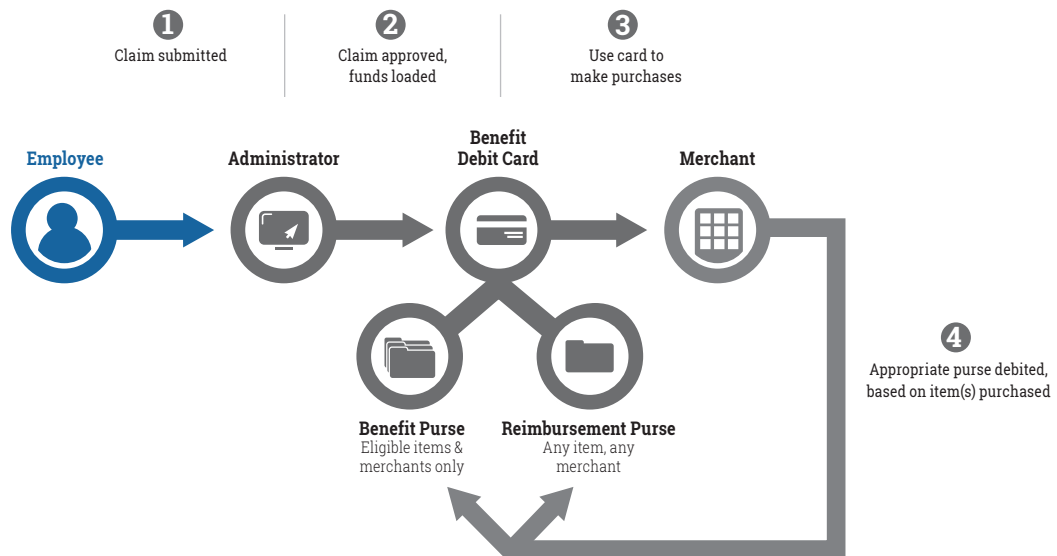 1
Claim submitted
2
Claim approved,
funds loaded
3
Use card to
make purchases
Employee
Administrator
Benefit
Debit Card
Merchant
4
Appropriate purse debited,
based on item(s) purchased
Benefit Purse
Eligible items &
merchants only
Reimbursement Purse
Any item, any
merchant